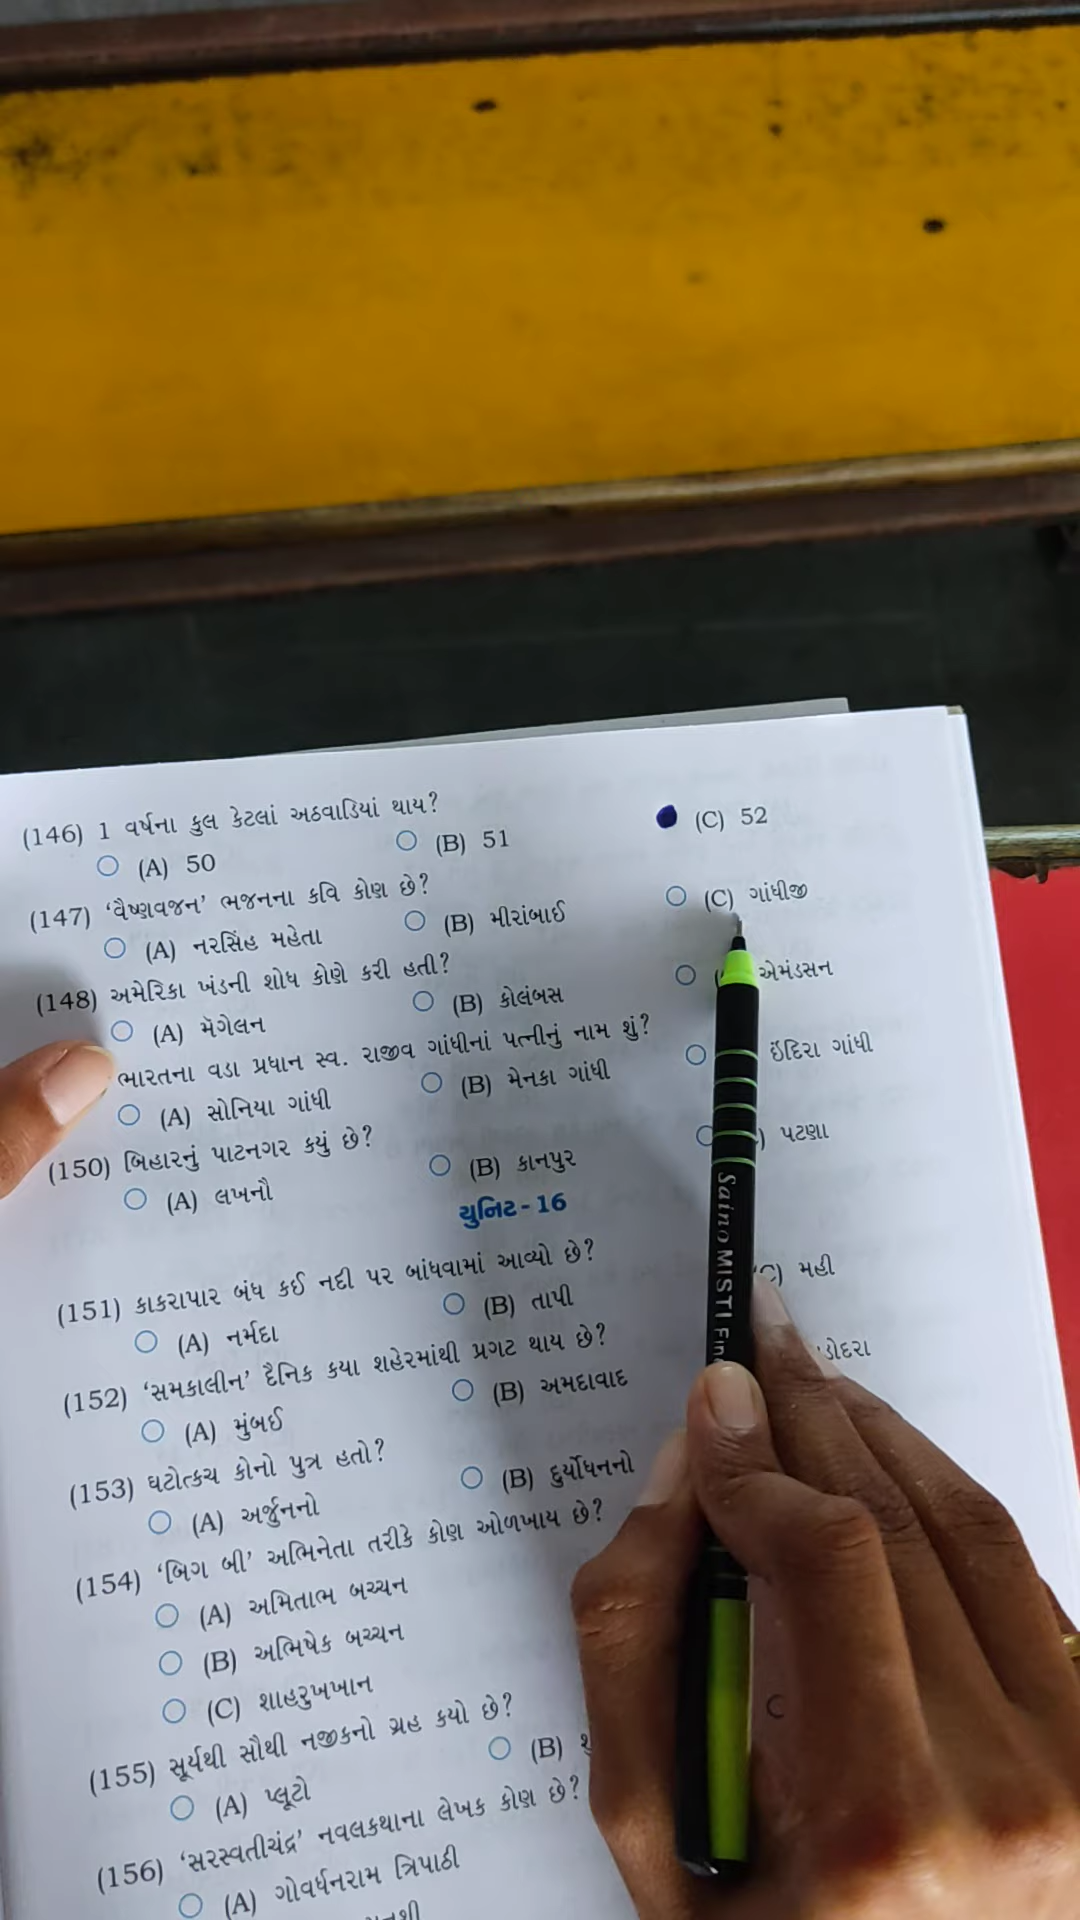 (146) 1 વર્ષના કુલ કેટલાં અઠવાડિયાં થાય?
(A) 50 (B) 51 (C) 52
(147) ‘વૈષ્ણવજન’ ભજનના કવિ કોણ છે?
(A) નરસિંહ મહેતા (B) મીરાંબાઈ (C) ગાંધીજી
(148) અમેરિકા ખંડની શોધ કોણે કરી હતી?
(A) મૅગેલન (B) કોલંબસ એમંડસન
ભારતના વડા પ્રધાન સ્વ. રાજીવ ગાંધીનાં પત્નીનું નામ શું?
(A) સોનિયા ગાંધી (B) મેનકા ગાંધી ઇંદિરા ગાંધી
(150) બિહારનું પાટનગર કયું છે?
(A) લખનૌ (B) કાનપુર ) પટણા
યુનિટ - 16
(151) કાકરાપાર બંધ કઈ નદી પર બાંધવામાં આવ્યો છે?
(A) નર્મદા (B) તાપી (C) મહી
(152) ‘સમકાલીન’ દૈનિક કયા શહેરમાંથી પ્રગટ થાય છે?
(A) મુંબઈ (B) અમદાવાદ
(153) ઘટોત્કચ કોનો પુત્ર હતો?
(A) અર્જુનનો (B) દુર્યોધનનો
(154) ‘બિગ બી’ અભિનેતા તરીકે કોણ ઓળખાય છે?
(A) અમિતાભ બચ્ચન
(B) અભિષેક બચ્ચન
(C) શાહરુખખાન
(155) સૂર્યથી સૌથી નજીકનો ગ્રહ કયો છે?
(A) પ્લૂટો (B)
(156) ‘સરસ્વતીચંદ્ર’ નવલકથાના લેખક કોણ છે?
(A) ગોવર્ધનરામ ત્રિપાઠી
Saino MISTI